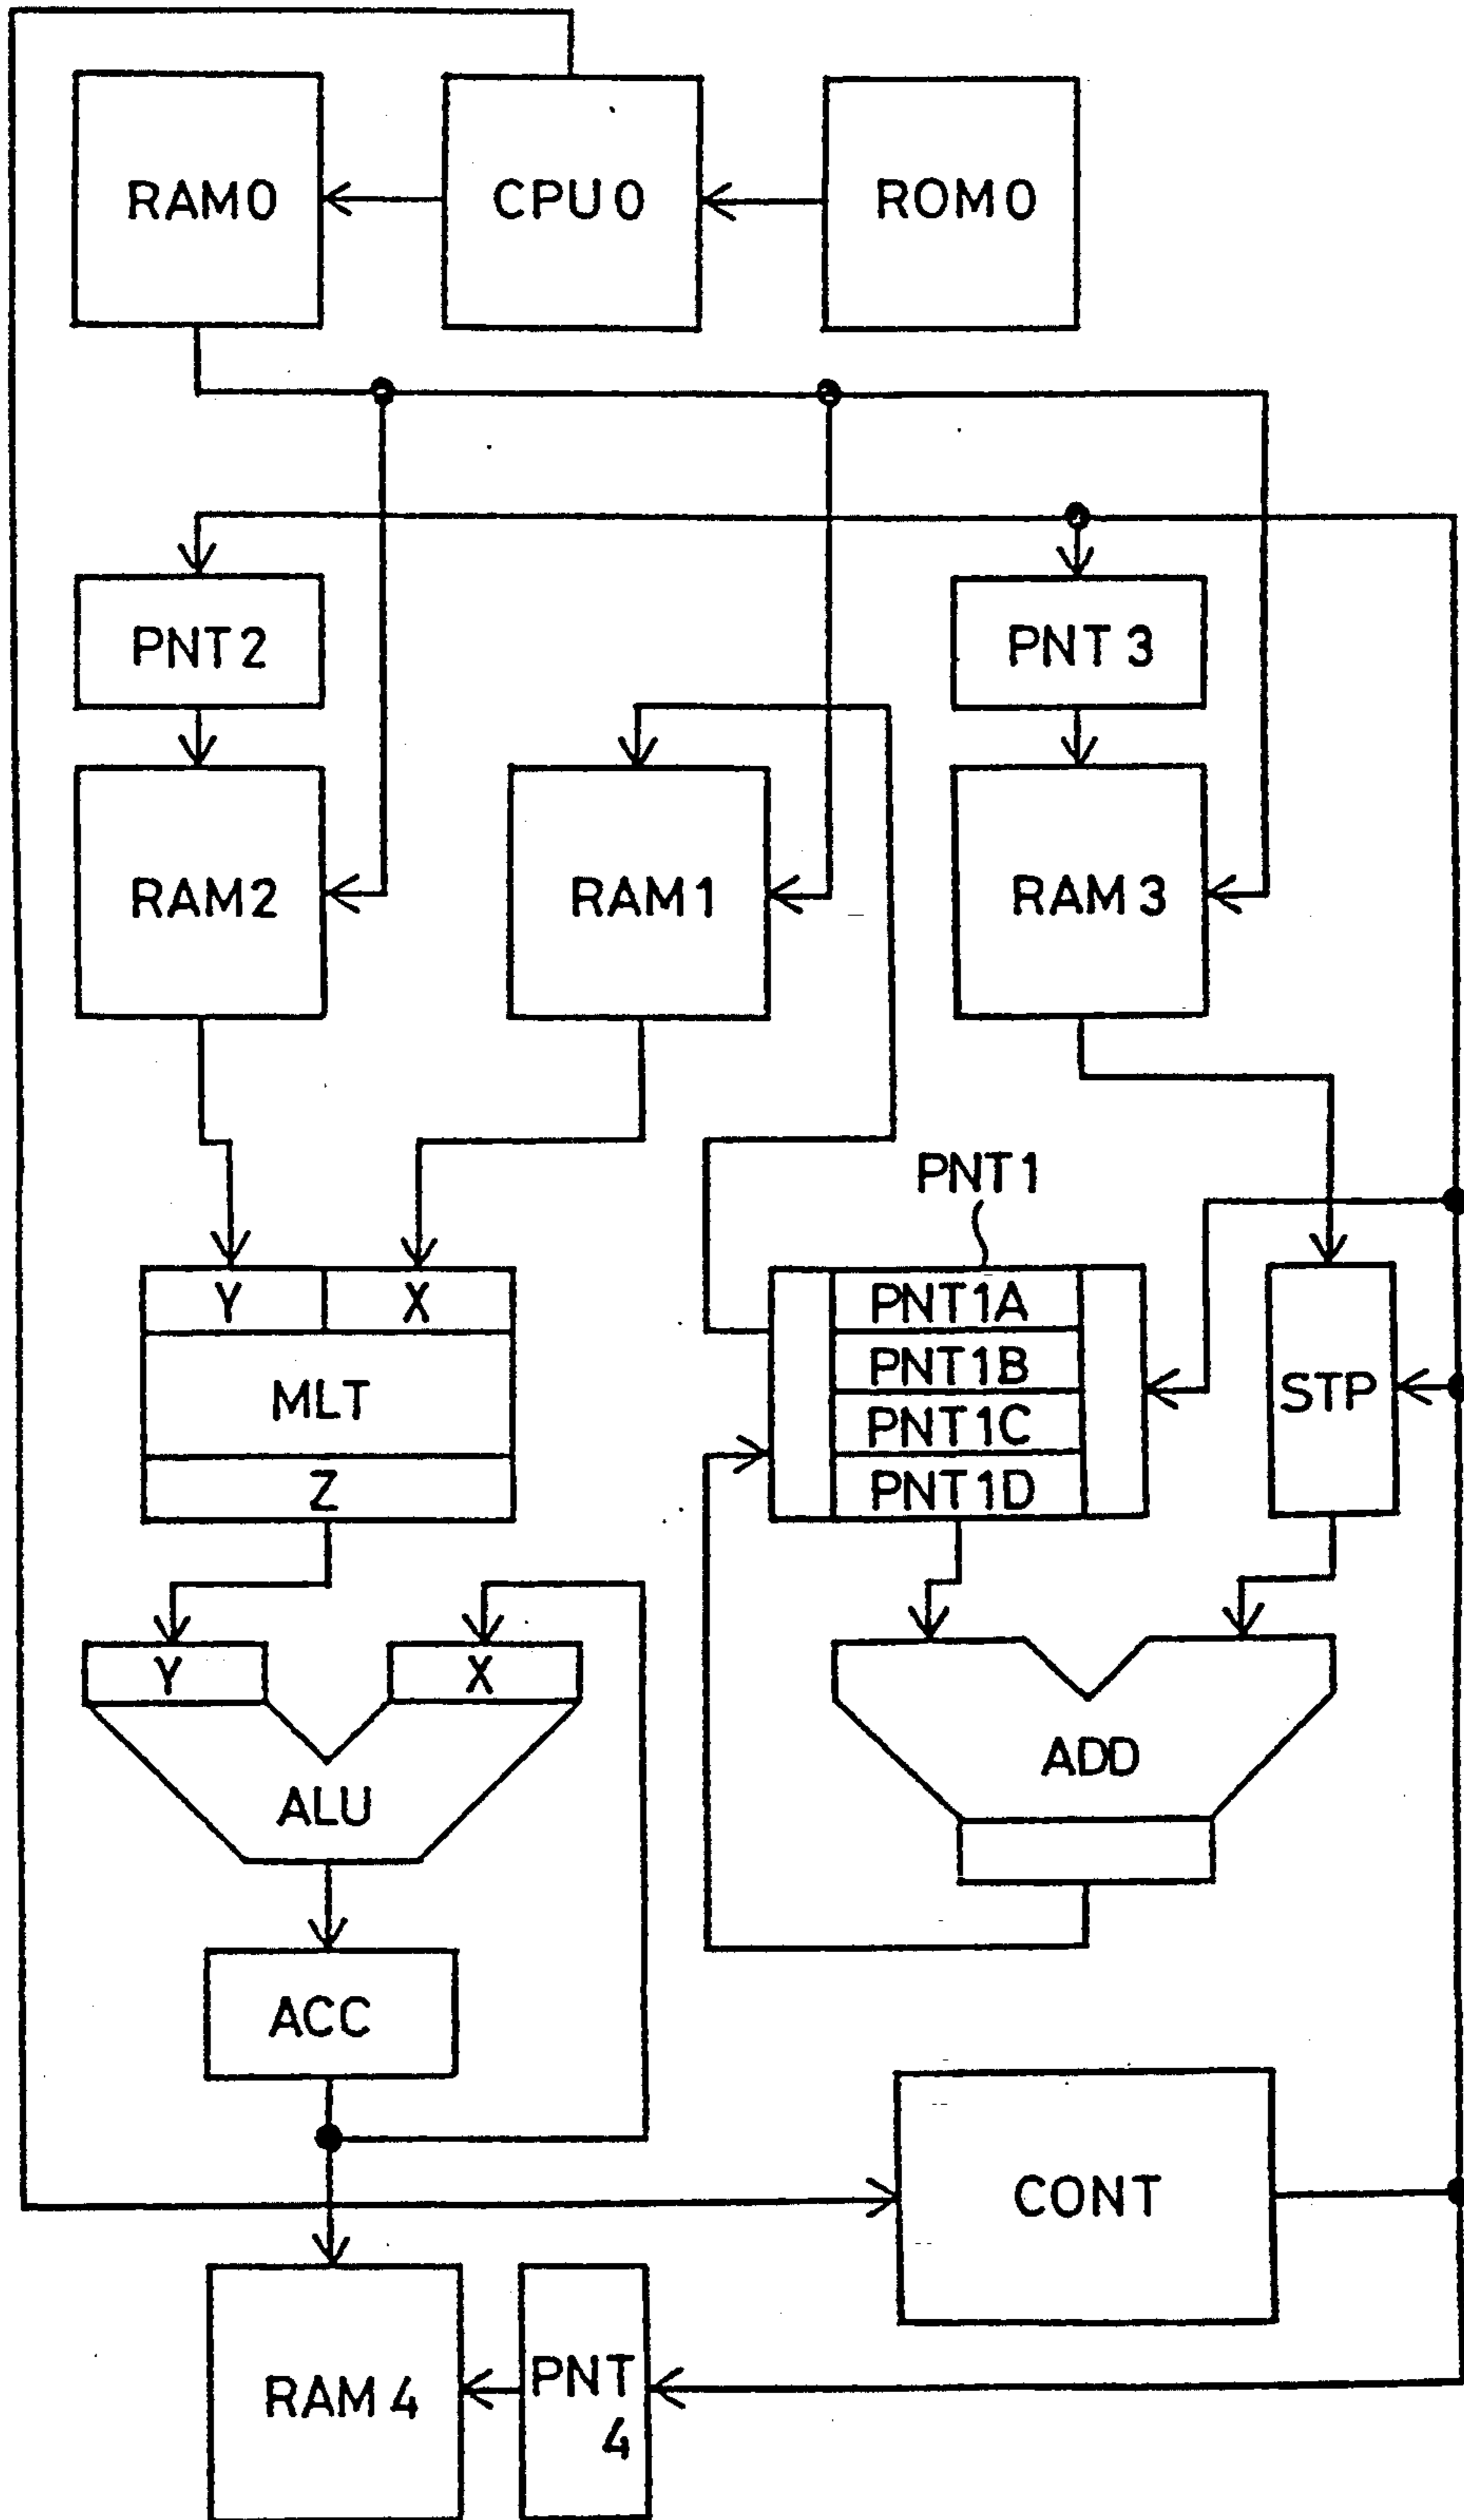 RAM0
CPU0
ROM0
PNT2
PNT3
RAM2
RAM1
RAM3
PNT1
Y
X
PNT1A
MLT
PNT1B
STP
PNT1C
Z
PNT1D
Y
X
ADD
ALU
ACC
CONT
RAM4
PNT
4